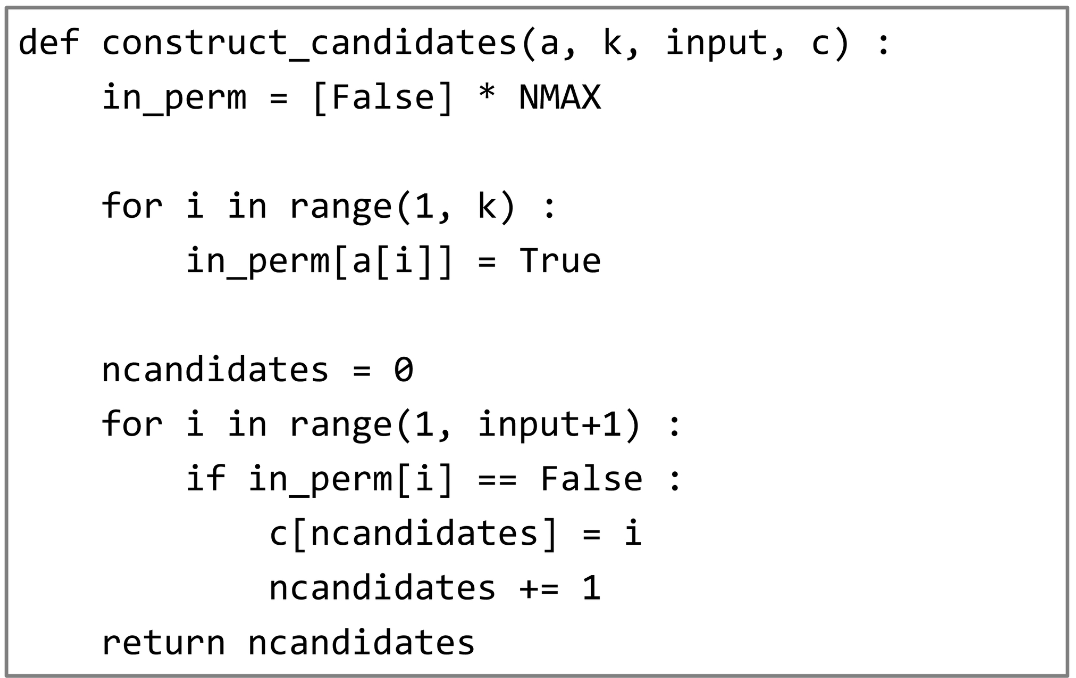 def construct_candidates(a, k, input, c) :
    in_perm = [False] * NMAX

    for i in range(1, k) :
        in_perm[a[i]] = True

    ncandidates = 0
    for i in range(1, input+1) :
        if in_perm[i] == False :
            c[ncandidates] = i
            ncandidates += 1
    return ncandidates